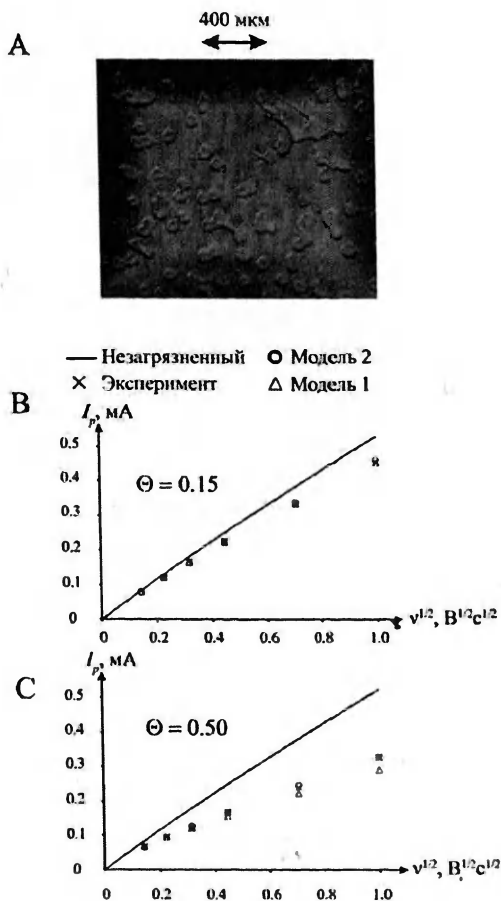 400 мкм
A
— Незагрязненный ○ Модель 2
× Эксперимент △ Модель 1
B
I_p, мА
0.5
0.4
0.3
0.2
0.1
0
Θ = 0.15
0.2 0.4 0.6 0.8 1.0
ν^1/2, В^1/2с^1/2
I_p, мА
C
0.5
0.4
0.3
0.2
0.1
0
Θ = 0.50
0.2 0.4 0.6 0.8 1.0
ν^1/2, В^1/2с^1/2